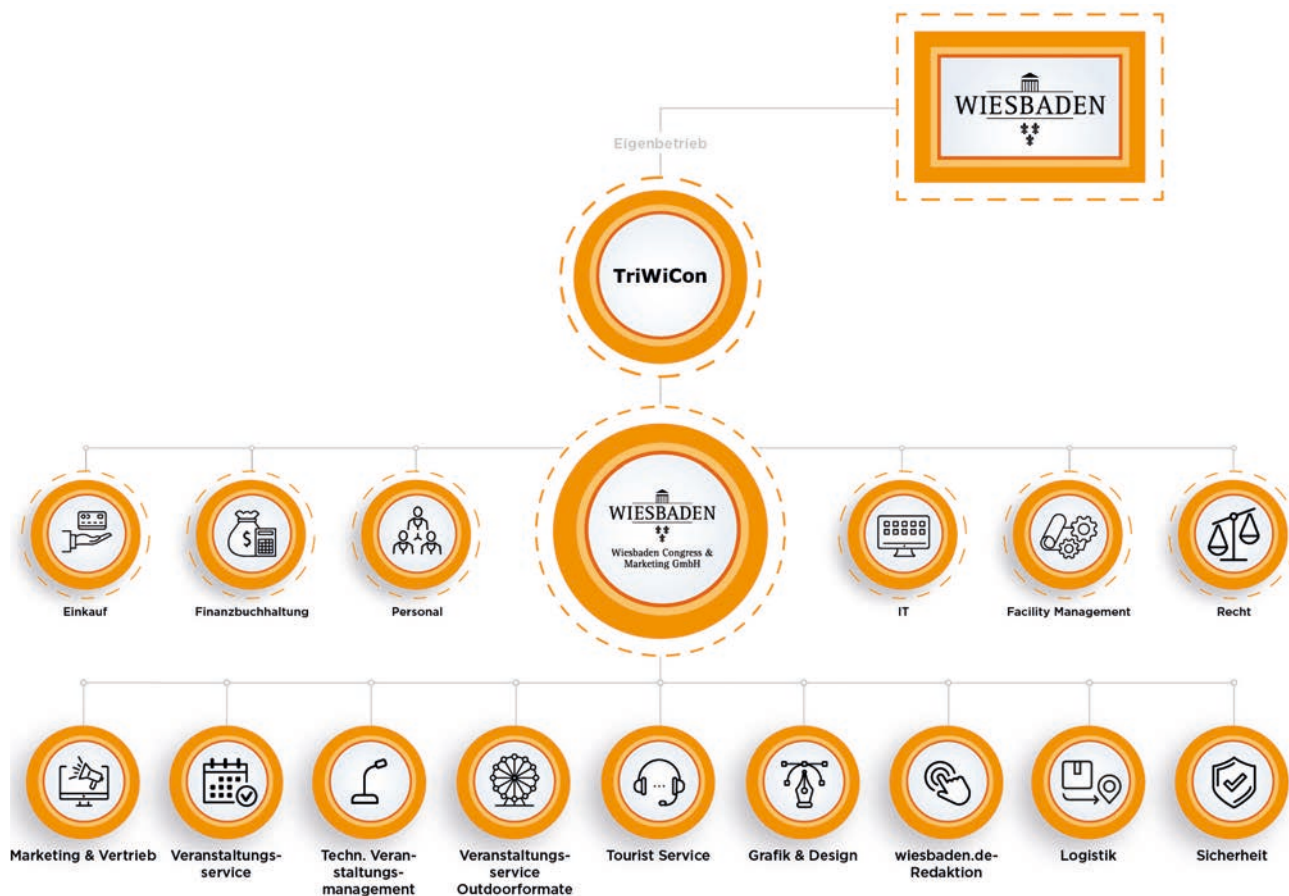 WIESBADEN
Eigenbetrieb
TriWiCon
WIESBADEN
Wiesbaden Congress &
Marketing GmbH
$
Einkauf
Finanzbuchhaltung
Personal
IT
Facility Management
Recht
Marketing & Vertrieb
Veranstaltungs-
service
Techn. Veran-
staltungs-
management
Veranstaltungs-
service
Outdoorformate
Tourist Service
Grafik & Design
wiesbaden.de-
Redaktion
Logistik
Sicherheit